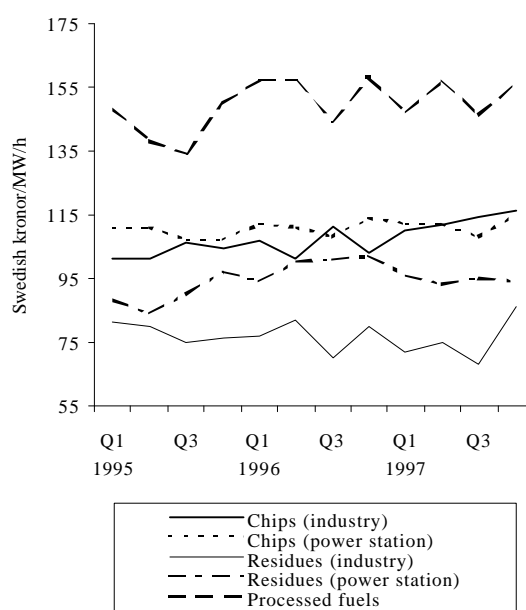 175
155
135
115
95
75
55
Swedish kronor/MW/h
Q1 Q3 Q1 Q3 Q1 Q3
1995 1996 1997
Chips (industry)
Chips (power station)
Residues (industry)
Residues (power station)
Processed fuels